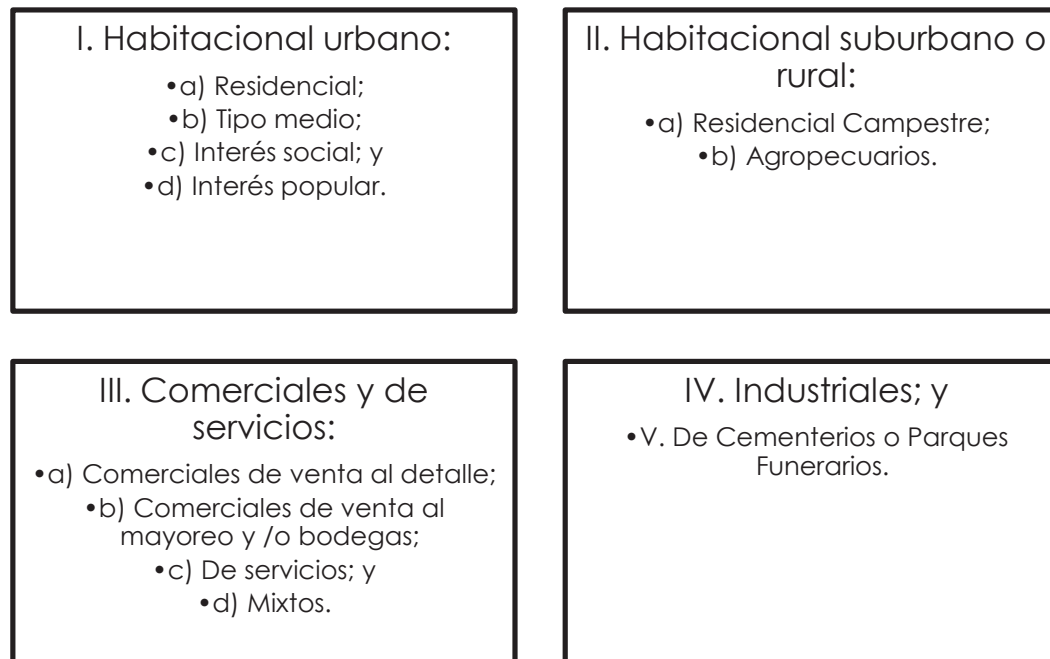 I. Habitacional urbano:
•a) Residencial;
•b) Tipo medio;
•c) Interés social; y
•d) Interés popular.
II. Habitacional suburbano o
rural:
•a) Residencial Campestre;
•b) Agropecuarios.
III. Comerciales y de
servicios:
•a) Comerciales de venta al detalle;
•b) Comerciales de venta al
mayoreo y /o bodegas;
•c) De servicios; y
•d) Mixtos.
IV. Industriales; y
•V. De Cementerios o Parques
Funerarios.